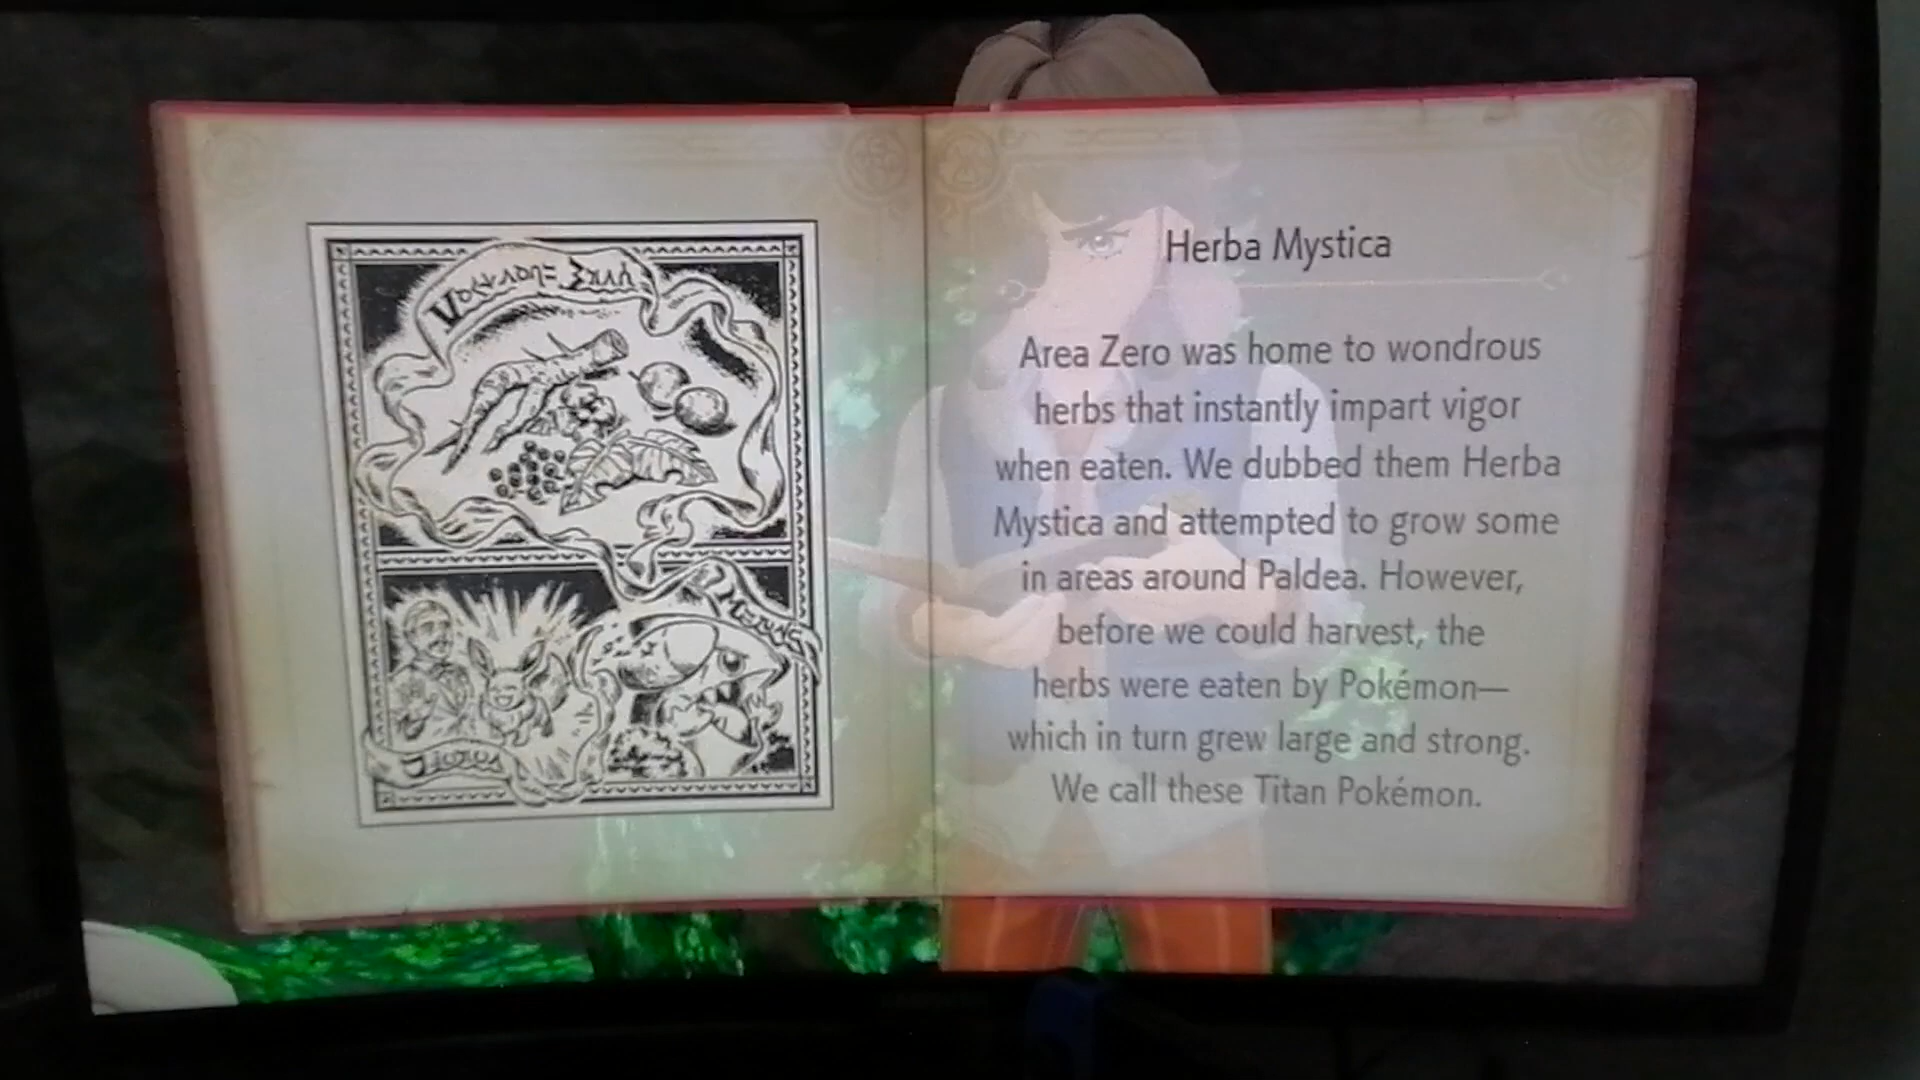 Herba Mystica
Area Zero was home to wondrous
herbs that instantly impart vigor
when eaten. We dubbed them Herba
Mystica and attempted to grow some
in areas around Paldea. However,
before we could harvest, the
herbs were eaten by Pokémon—
which in turn grew large and strong.
We call these Titan Pokémon.